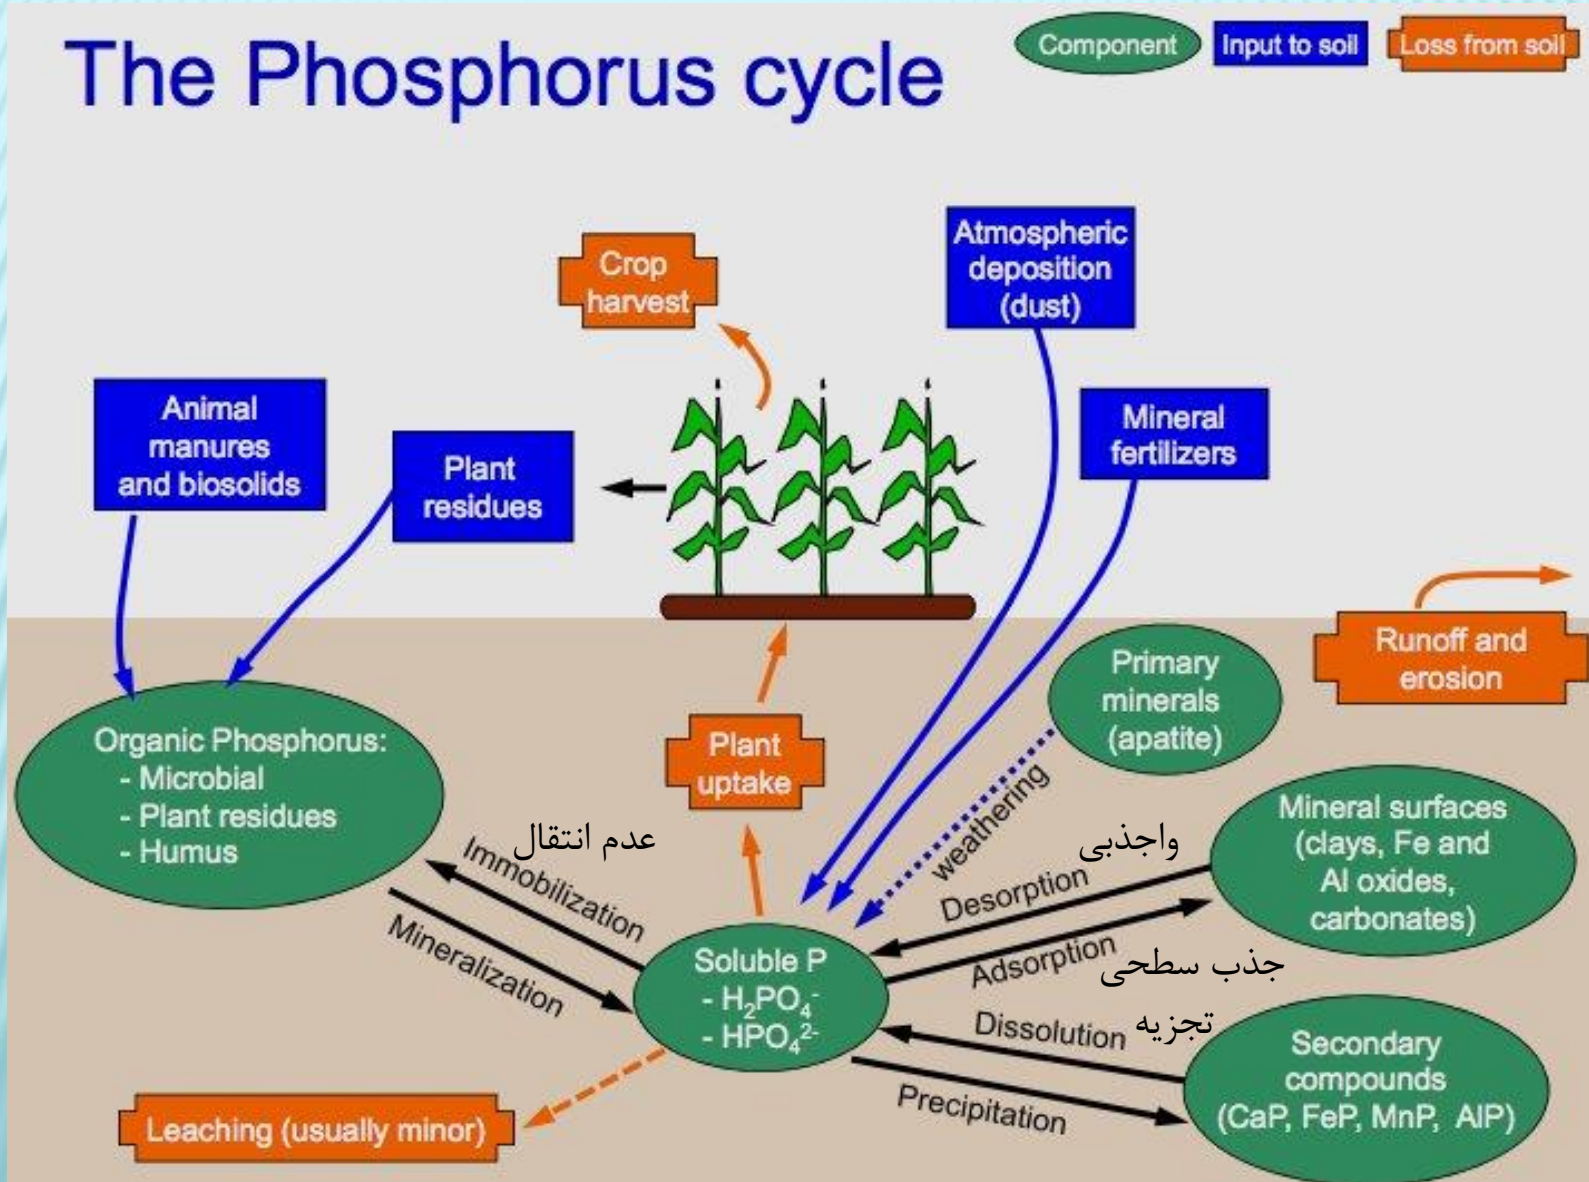 The Phosphorus cycle
Component
Input to soil
Loss from soil
Atmospheric
deposition
(dust)
Crop
harvest
Animal
manures
and biosolids
Plant
residues
Mineral
fertilizers
Runoff and
erosion
Primary
minerals
(apatite)
Organic Phosphorus:
- Microbial
- Plant residues
- Humus
Plant
uptake
weathering
Mineral surfaces
(clays, Fe and
Al oxides,
carbonates)
عدم انتقال
Immobilization
Mineralization
واجذبی
Desorption
Adsorption
جذب سطحی
Soluble P
- H₂PO₄⁻
- HPO₄²⁻
Dissolution
تجزیه
Precipitation
Secondary
compounds
(CaP, FeP, MnP, AlP)
Leaching (usually minor)